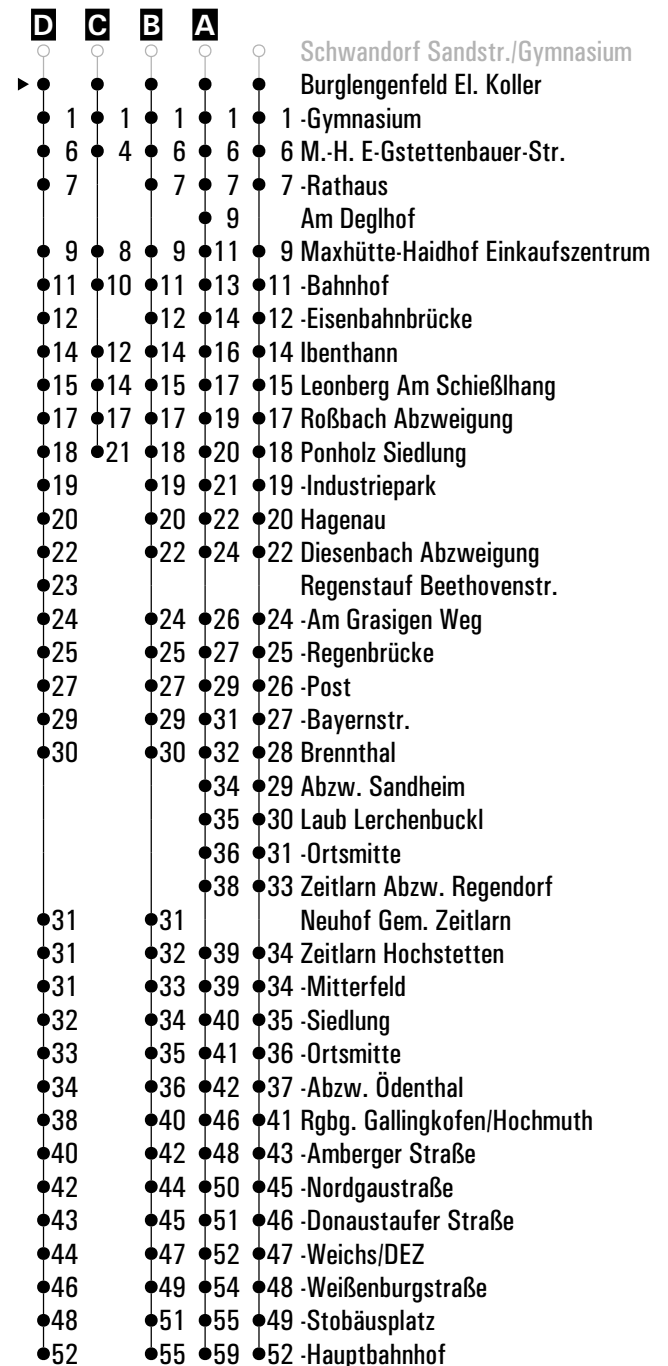 D C B A
Schwandorf Sandstr./Gymnasium
Burglengenfeld El. Koller
1 1 1 1 1 -Gymnasium
6 4 6 6 6 M.-H. E-Gstettenbauer-Str.
7 7 7 7 -Rathaus
9 Am Deglhof
9 8 9 11 9 Maxhütte-Haidhof Einkaufszentrum
11 10 11 13 11 -Bahnhof
12 12 14 12 -Eisenbahnbrücke
14 12 14 16 14 Ibenthann
15 14 15 17 15 Leonberg Am Schießlhang
17 17 17 19 17 Roßbach Abzweigung
18 21 18 20 18 Ponholz Siedlung
19 19 21 19 -Industriepark
20 20 22 20 Hagenau
22 22 24 22 Diesenbach Abzweigung
23 Regenstauf Beethovenstr.
24 24 26 24 -Am Grasigen Weg
25 25 27 25 -Regenbrücke
27 27 29 26 -Post
29 29 31 27 -Bayernstr.
30 30 32 28 Brennthal
34 29 Abzw. Sandheim
35 30 Laub Lerchenbuckl
36 31 -Ortsmitte
38 33 Zeitlarn Abzw. Regendorf
31 31 Neuhof Gem. Zeitlarn
31 32 39 34 Zeitlarn Hochstetten
31 33 39 34 -Mitterfeld
32 34 40 35 -Siedlung
33 35 41 36 -Ortsmitte
34 36 42 37 -Abzw. Ödenthal
38 40 46 41 Rgbg. Gallingkofen/Hochmuth
40 42 48 43 -Amberger Straße
42 44 50 45 -Nordgaustraße
43 45 51 46 -Donaustaufer Straße
44 47 52 47 -Weichs/DEZ
46 49 54 48 -Weißenburgstraße
48 51 55 49 -Stobäusplatz
52 55 59 52 -Hauptbahnhof